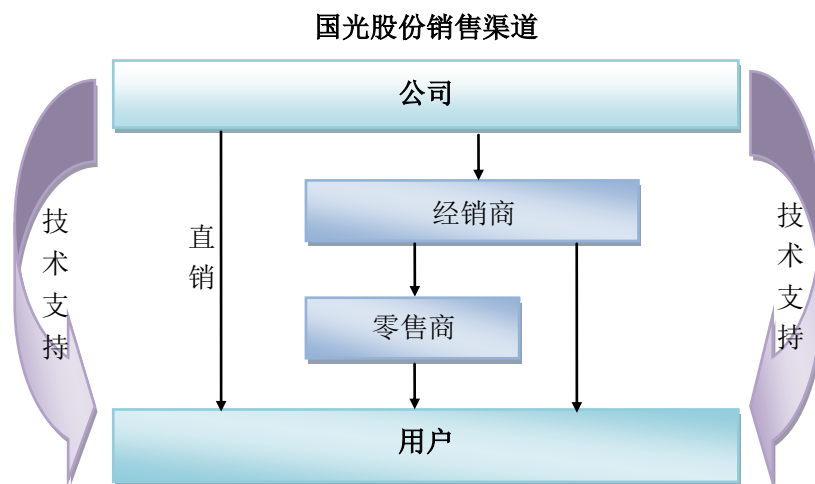 国光股份销售渠道
公司
经销商
直销
技术支持
技术支持
零售商
用户